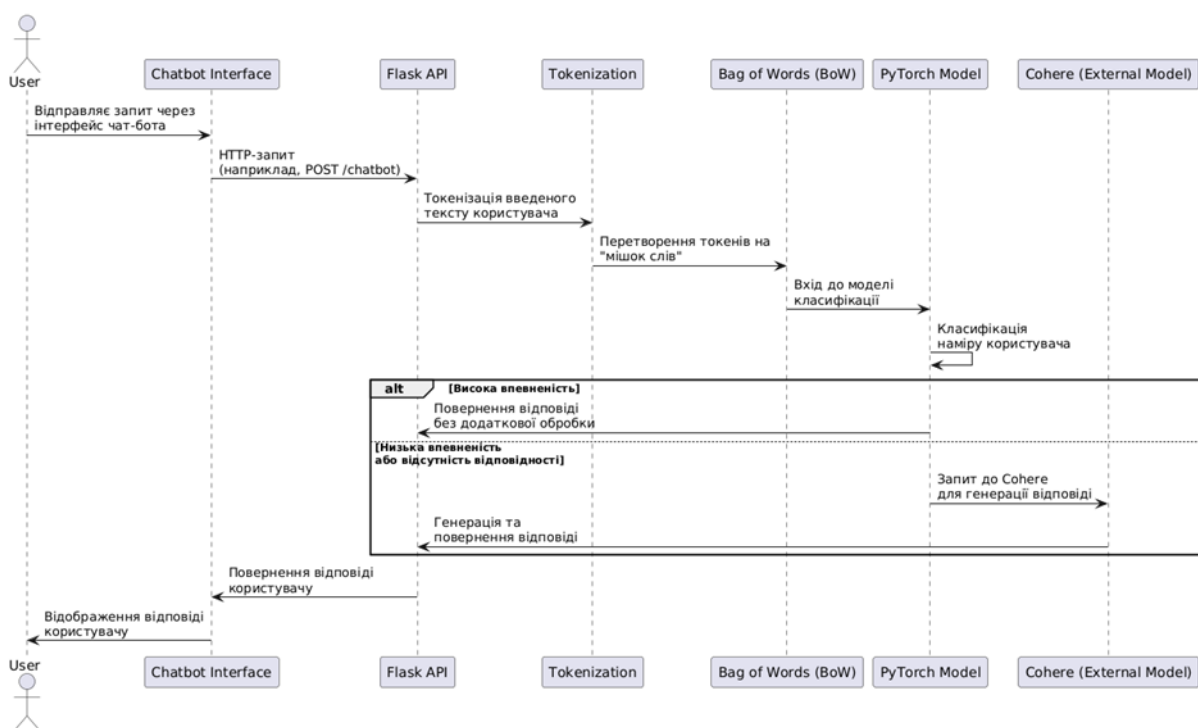 User
Chatbot Interface
Flask API
Tokenization
Bag of Words (BoW)
PyTorch Model
Cohere (External Model)
Відправляє запит через
інтерфейс чат-бота
HTTP-запит
(наприклад, POST /chatbot)
Токенізація введеного
тексту користувача
Перетворення токенів на
"мішок слів"
Вхід до моделі
класифікації
Класифікація
наміру користувача
alt
[Висока впевненість]
Повернення відповіді
без додаткової обробки
[Низька впевненість
або відсутність відповідності]
Запит до Cohere
для генерації відповіді
Генерація та
повернення відповіді
Повернення відповіді
користувачу
Відображення відповіді
користувачу
User
Chatbot Interface
Flask API
Tokenization
Bag of Words (BoW)
PyTorch Model
Cohere (External Model)